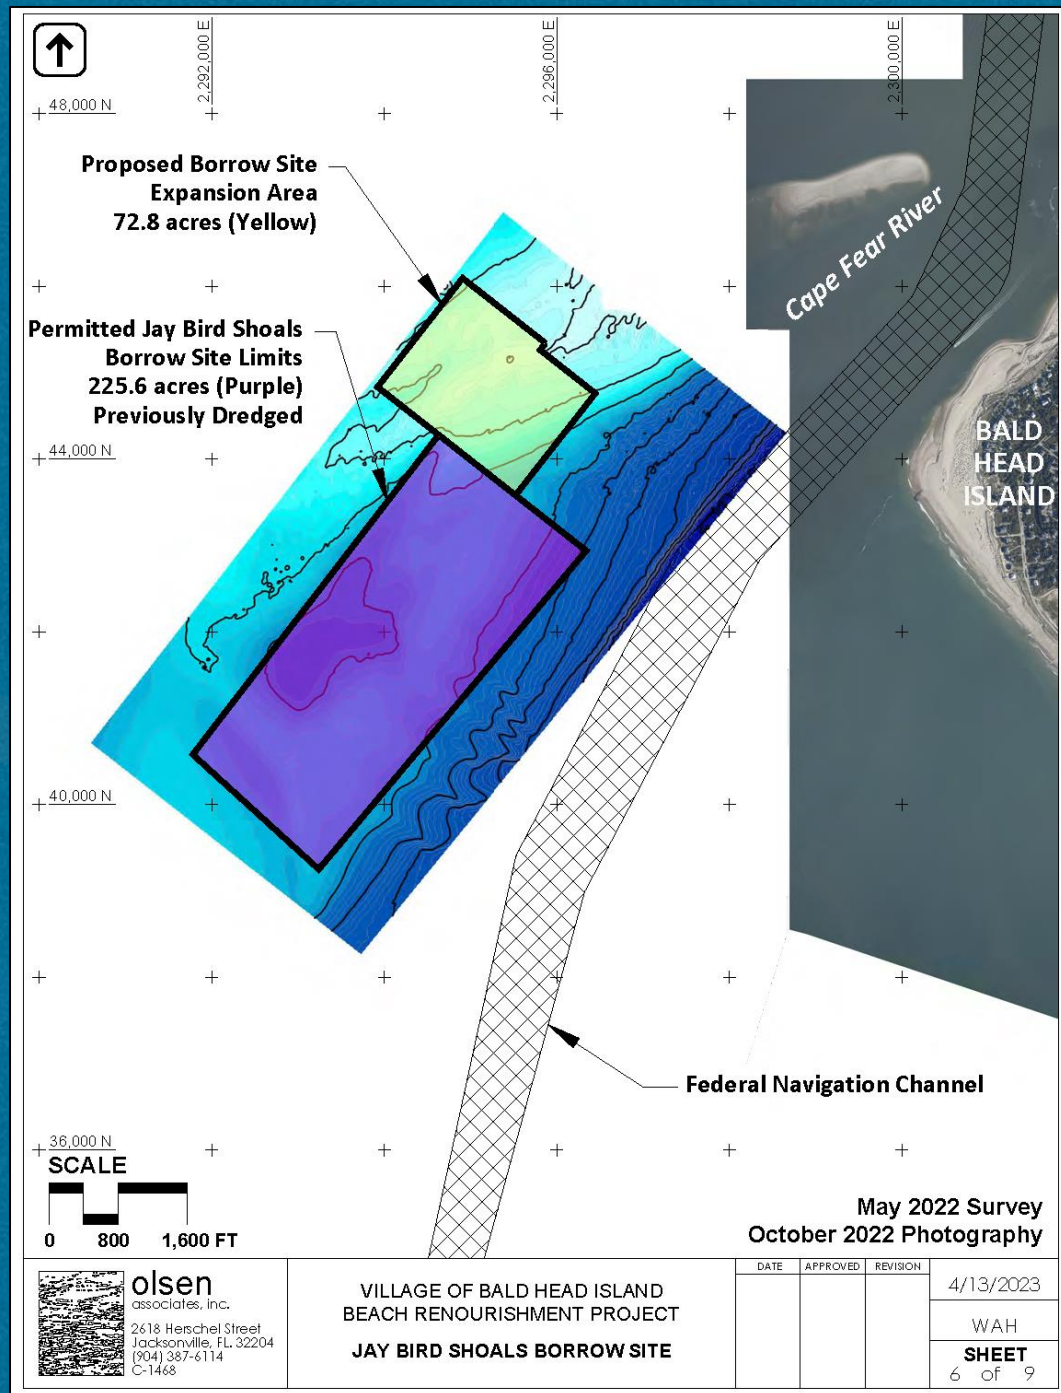 2,292,000 E
2,296,000 E
2,300,000 E
48,000 N
Proposed Borrow Site
Expansion Area
72.8 acres (Yellow)
Cape Fear River
Permitted Jay Bird Shoals
Borrow Site Limits
225.6 acres (Purple)
Previously Dredged
44,000 N
BALD
HEAD
ISLAND
40,000 N
Federal Navigation Channel
36,000 N
SCALE
0 800 1,600 FT
May 2022 Survey
October 2022 Photography
olsen
associates, inc.
2618 Herschel Street
Jacksonville, FL. 32204
(904) 387-6114
C-1468
VILLAGE OF BALD HEAD ISLAND
BEACH RENOURISHMENT PROJECT
JAY BIRD SHOALS BORROW SITE
DATE APPROVED REVISION
4/13/2023
WAH
SHEET
6 of 9